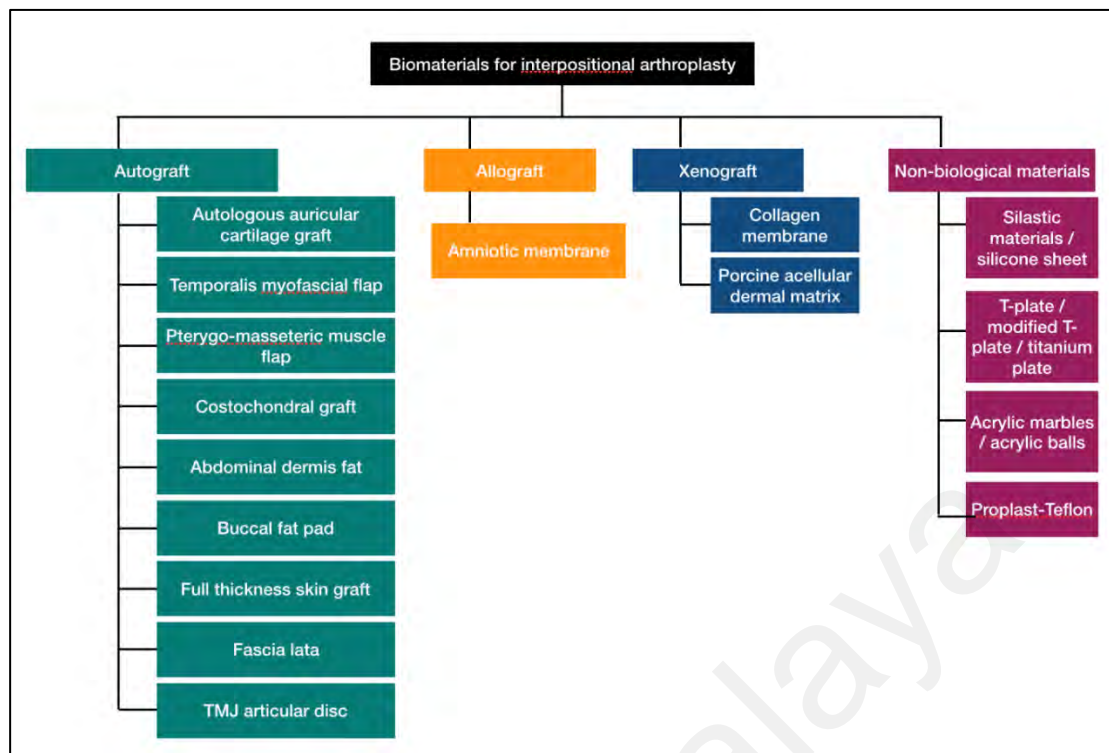 Biomaterials for interpositional arthroplasty
Autograft
Autologous auricular
cartilage graft
Temporalis myofascial flap
Pterygo-masseteric muscle
flap
Costochondral graft
Abdominal dermis fat
Buccal fat pad
Full thickness skin graft
Fascia lata
TMJ articular disc
Allograft
Amniotic membrane
Xenograft
Collagen
membrane
Porcine acellular
dermal matrix
Non-biological materials
Silastic
materials /
silicone sheet
T-plate /
modified T-
plate / titanium
plate
Acrylic marbles
/ acrylic balls
Proplast-Teflon
alaya